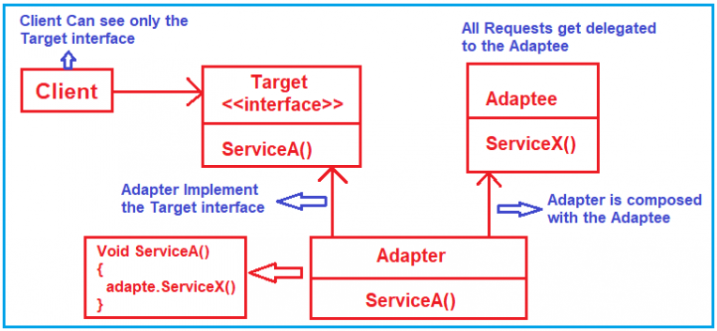 Client Can see only the
Target interface
All Requests get delegated
to the Adaptee
Client
Target
<<interface>>
ServiceA()
Adaptee
ServiceX()
Adapter Implement
the Target interface
Adapter is composed
with the Adaptee
Void ServiceA()
{
adapte.ServiceX()
}
Adapter
ServiceA()